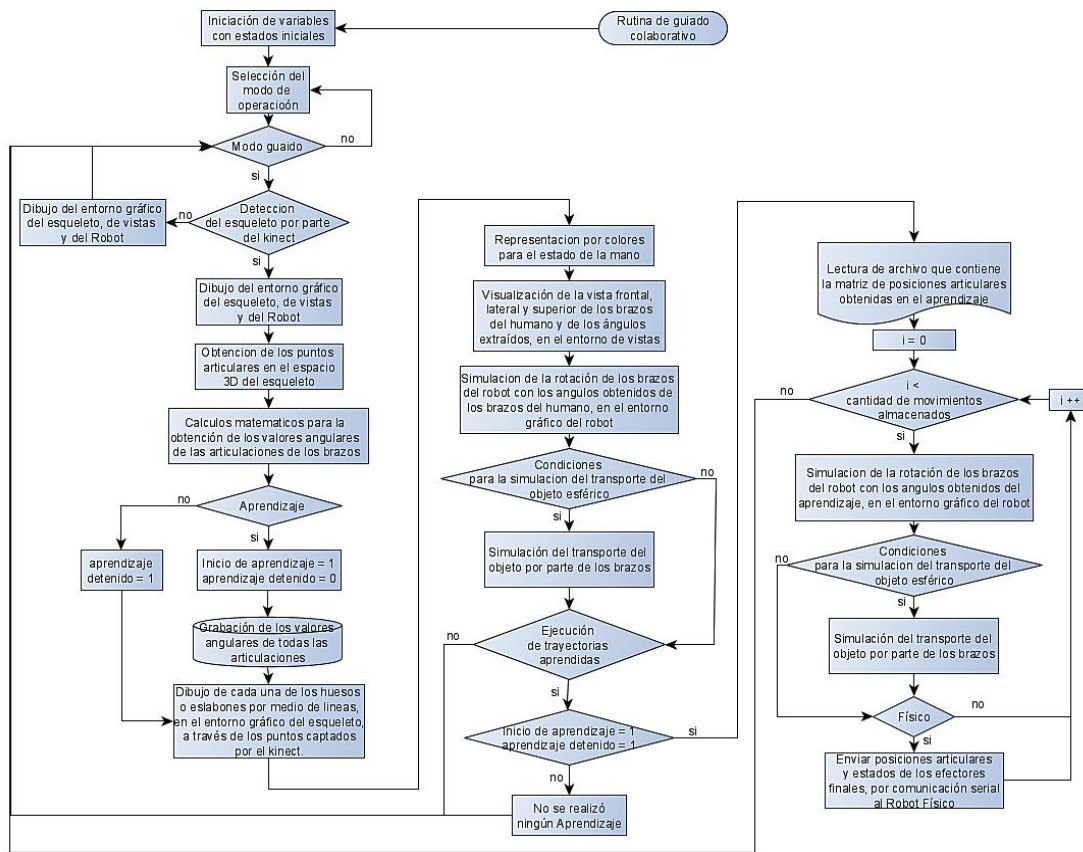 Iniciación de variables
con estados iniciales
Rutina de guiado
colaborativo
Selección del
modo de
operacioón
Modo guaido
no
si
Deteccion
del esqueleto por parte
del kinect
no
Dibujo del entorno gráfico
del esqueleto, de vistas
y del Robot
si
Dibujo del entorno gráfico
del esqueleto, de vistas
y del Robot
Obtencion de los puntos
articulares en el espacio
3D del esqueleto
Calculos matematicos para la
obtención de los valores angulares
de las articulaciones de los brazos
Aprendizaje
no
si
aprendizaje
detenido = 1
Inicio de aprendizaje = 1
aprendizaje detenido = 0
Grabación de los valores
angulares de todas las
articulaciones
Dibujo de cada una de los huesos
o eslabones por medio de lineas,
en el entorno gráfico del esqueleto,
a través de los puntos captados
por el kinect.
Representacion por colores
para el estado de la mano
Visualización de la vista frontal,
lateral y superior de los brazos
del humano y de los ángulos
extraídos, en el entorno de vistas
Simulacion de la rotación de los brazos
del robot con los angulos obtenidos de
los brazos del humano, en el entorno
gráfico del robot
Condiciones
para la simulacion del transporte del
objeto esférico
no
si
Simulación del transporte del
objeto por parte de los brazos
Ejecución
de trayectorias
aprendidas
no
si
Inicio de aprendizaje = 1
aprendizaje detenido = 1
si
no
No se realizó
ningún Aprendizaje
Lectura de archivo que contiene
la matriz de posiciones articulares
obtenidas en el aprendizaje
i = 0
i <
cantidad de movimientos
almacenados
no
i ++
si
Simulacion de la rotación de los brazos
del robot con los angulos obtenidos del
aprendizaje, en el entorno gráfico del robot
Condiciones
para la simulacion del transporte del
objeto esférico
no
si
Simulación del transporte del
objeto por parte de los brazos
Físico
no
si
Enviar posiciones articulares
y estados de los efectores
finales, por comunicación serial
al Robot Físico